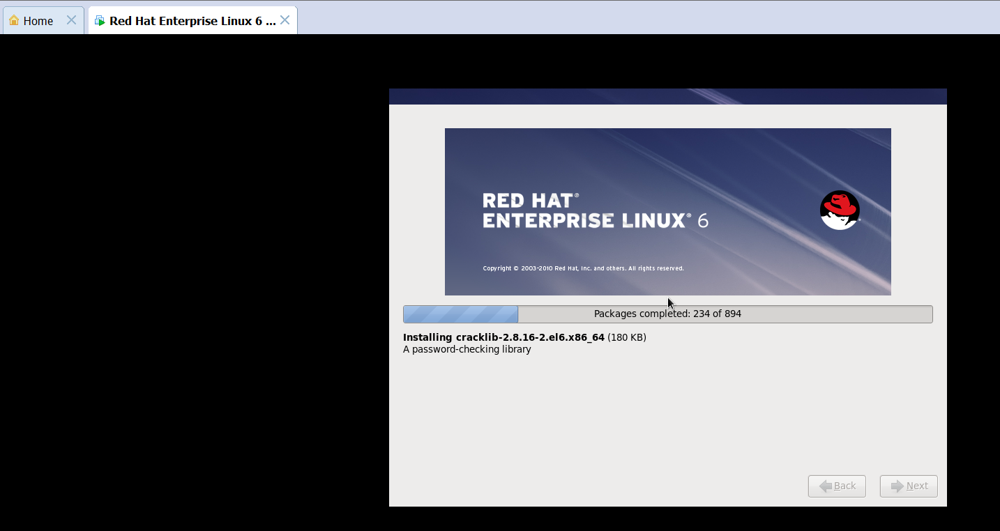 Home
Red Hat Enterprise Linux 6 ...
RED HAT®
ENTERPRISE LINUX® 6
Copyright © 2003-2010 Red Hat, Inc. and others. All rights reserved.
Packages completed: 234 of 894
Installing cracklib-2.8.16-2.el6.x86_64 (180 KB)
A password-checking library
Back
Next